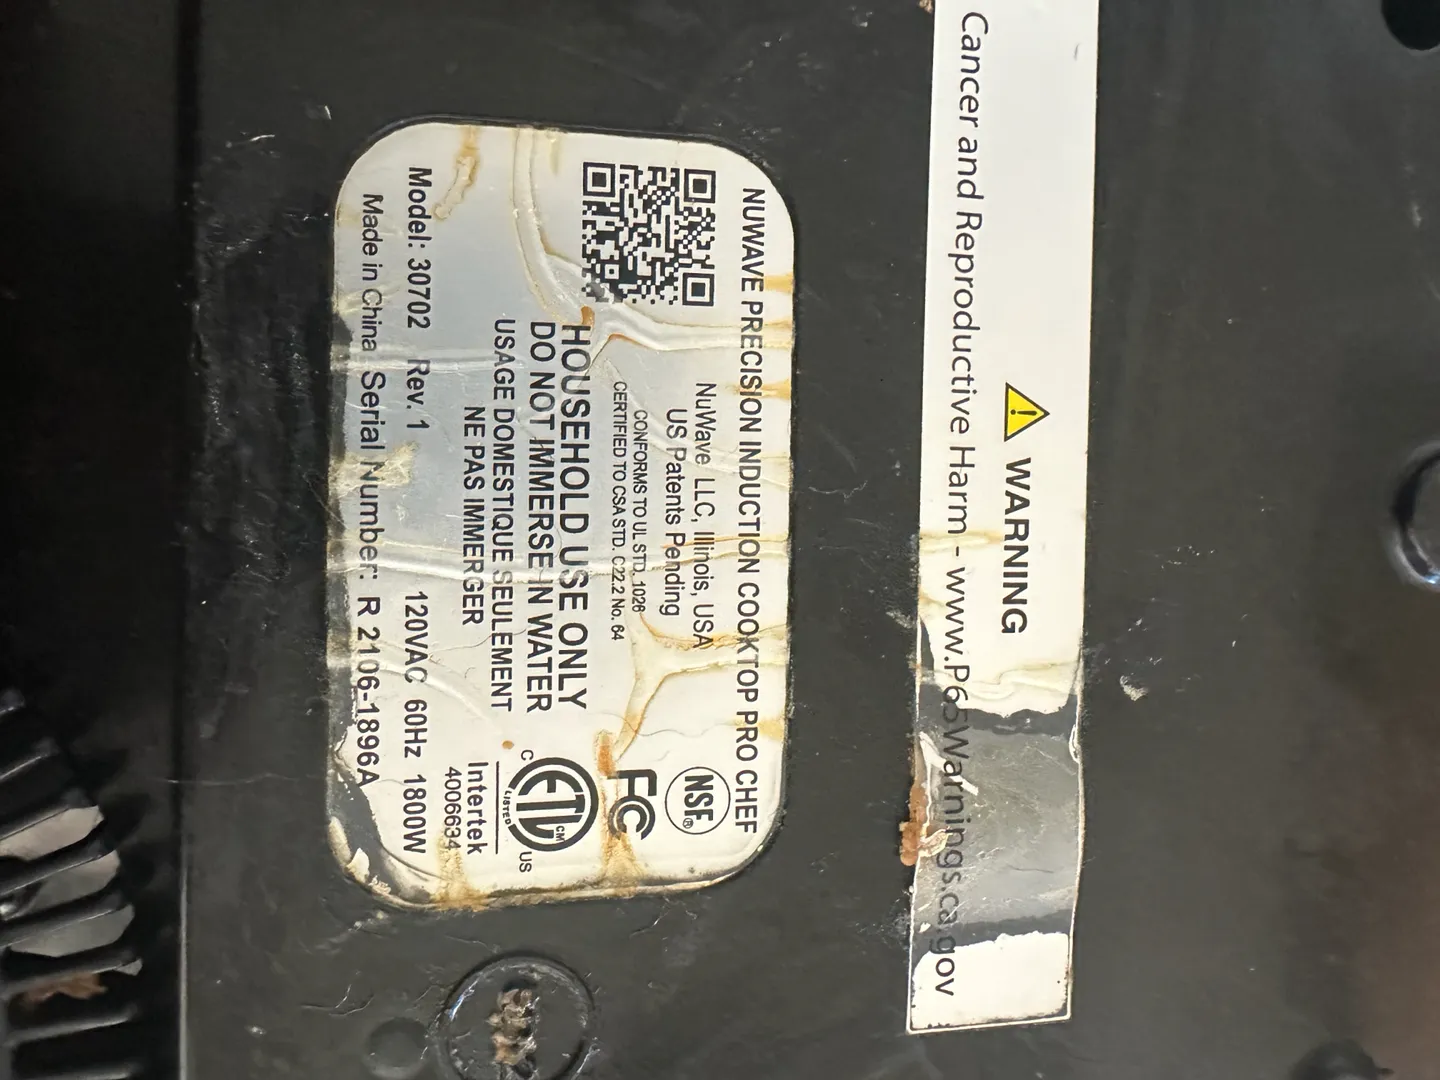 ⚠ WARNING
Cancer and Reproductive Harm - www.P65Warnings.ca.gov
NUWAVE PRECISION INDUCTION COOKTOP PRO CHEF
NuWave LLC, Illinois, USA
US Patents Pending
CONFORMS TO UL STD. 1026
CERTIFIED TO CSA STD. C22.2 No. 64
HOUSEHOLD USE ONLY
DO NOT IMMERSE IN WATER
USAGE DOMESTIQUE SEULEMENT
NE PAS IMMERGER
NSF®
FC
C ETL CM US
LISTED
Intertek
4006634
Model: 30702 Rev. 1 120VAC 60Hz 1800W
Made in China Serial Number: R 2106-1896A